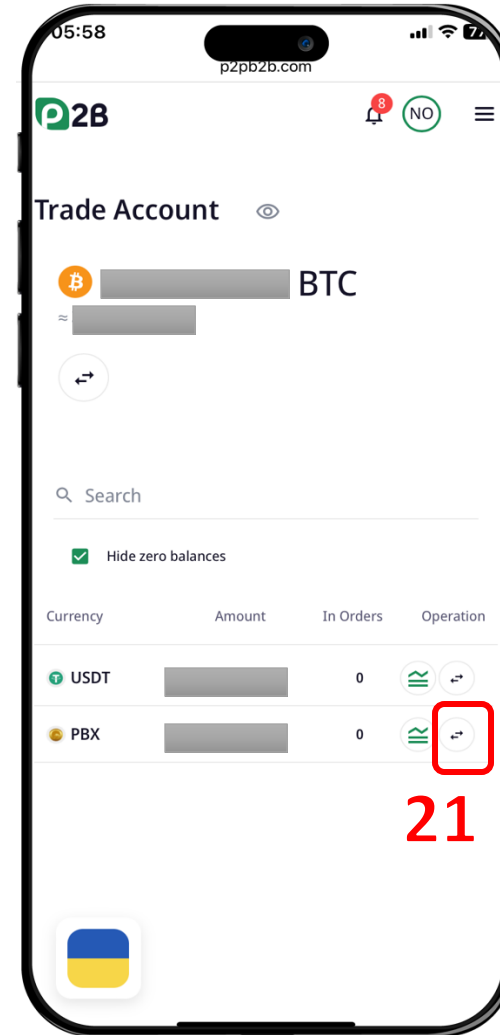 05:58
p2pb2b.com
P2B
8
NO
Trade Account
BTC
≈
Search
Hide zero balances
Currency Amount In Orders Operation
USDT 0
PBX 0
21